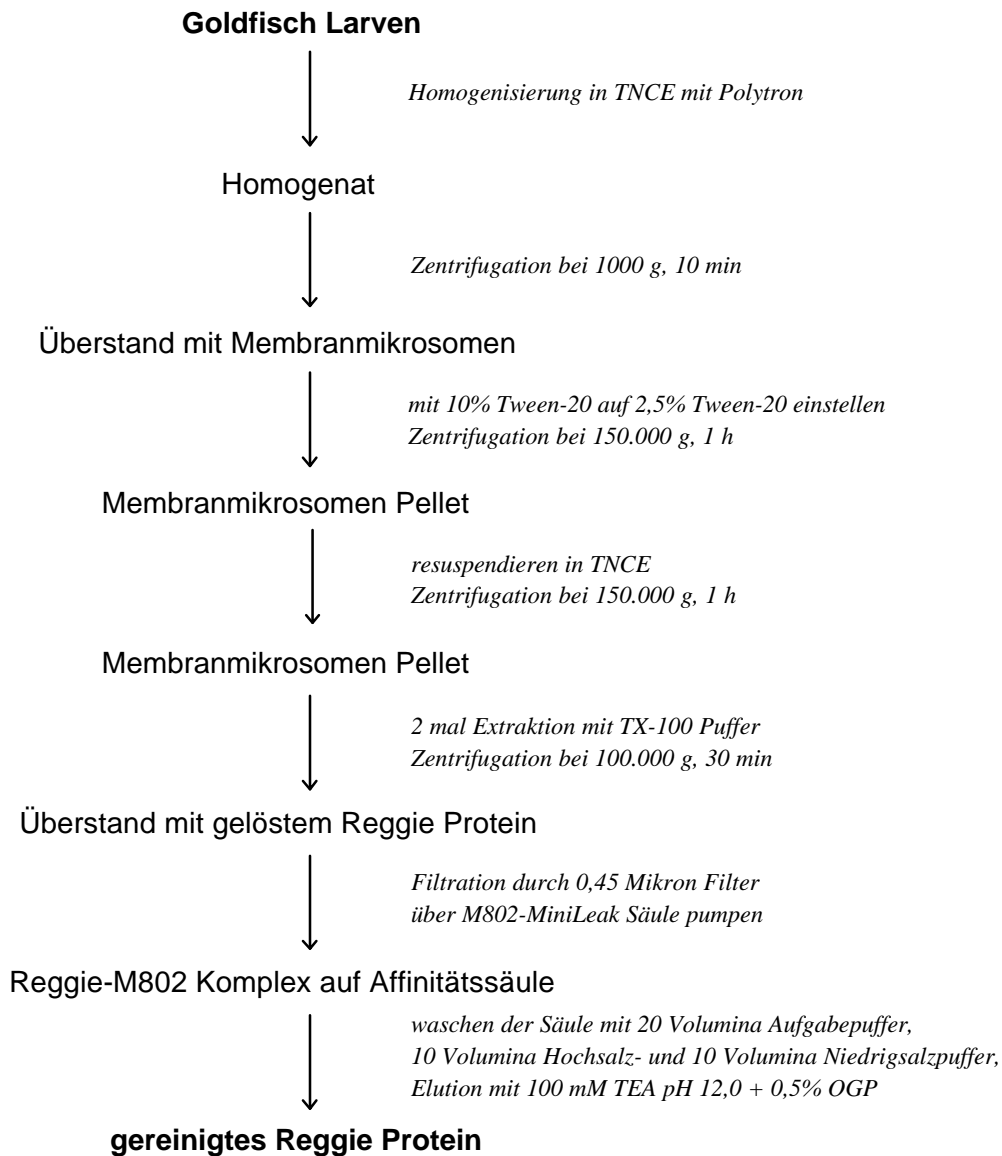 Goldfisch Larven
Homogenisierung in TNCE mit Polytron
Homogenat
Zentrifugation bei 1000 g, 10 min
Überstand mit Membranmikrosomen
mit 10% Tween-20 auf 2,5% Tween-20 einstellen
Zentrifugation bei 150.000 g, 1 h
Membranmikrosomen Pellet
resuspendieren in TNCE
Zentrifugation bei 150.000 g, 1 h
Membranmikrosomen Pellet
2 mal Extraktion mit TX-100 Puffer
Zentrifugation bei 100.000 g, 30 min
Überstand mit gelöstem Reggie Protein
Filtration durch 0,45 Mikron Filter
über M802-MiniLeak Säule pumpen
Reggie-M802 Komplex auf Affinitätssäule
waschen der Säule mit 20 Volumina Aufgabepuffer,
10 Volumina Hochsalz- und 10 Volumina Niedrigsalzpuffer,
Elution mit 100 mM TEA pH 12,0 + 0,5% OGP
gereinigtes Reggie Protein